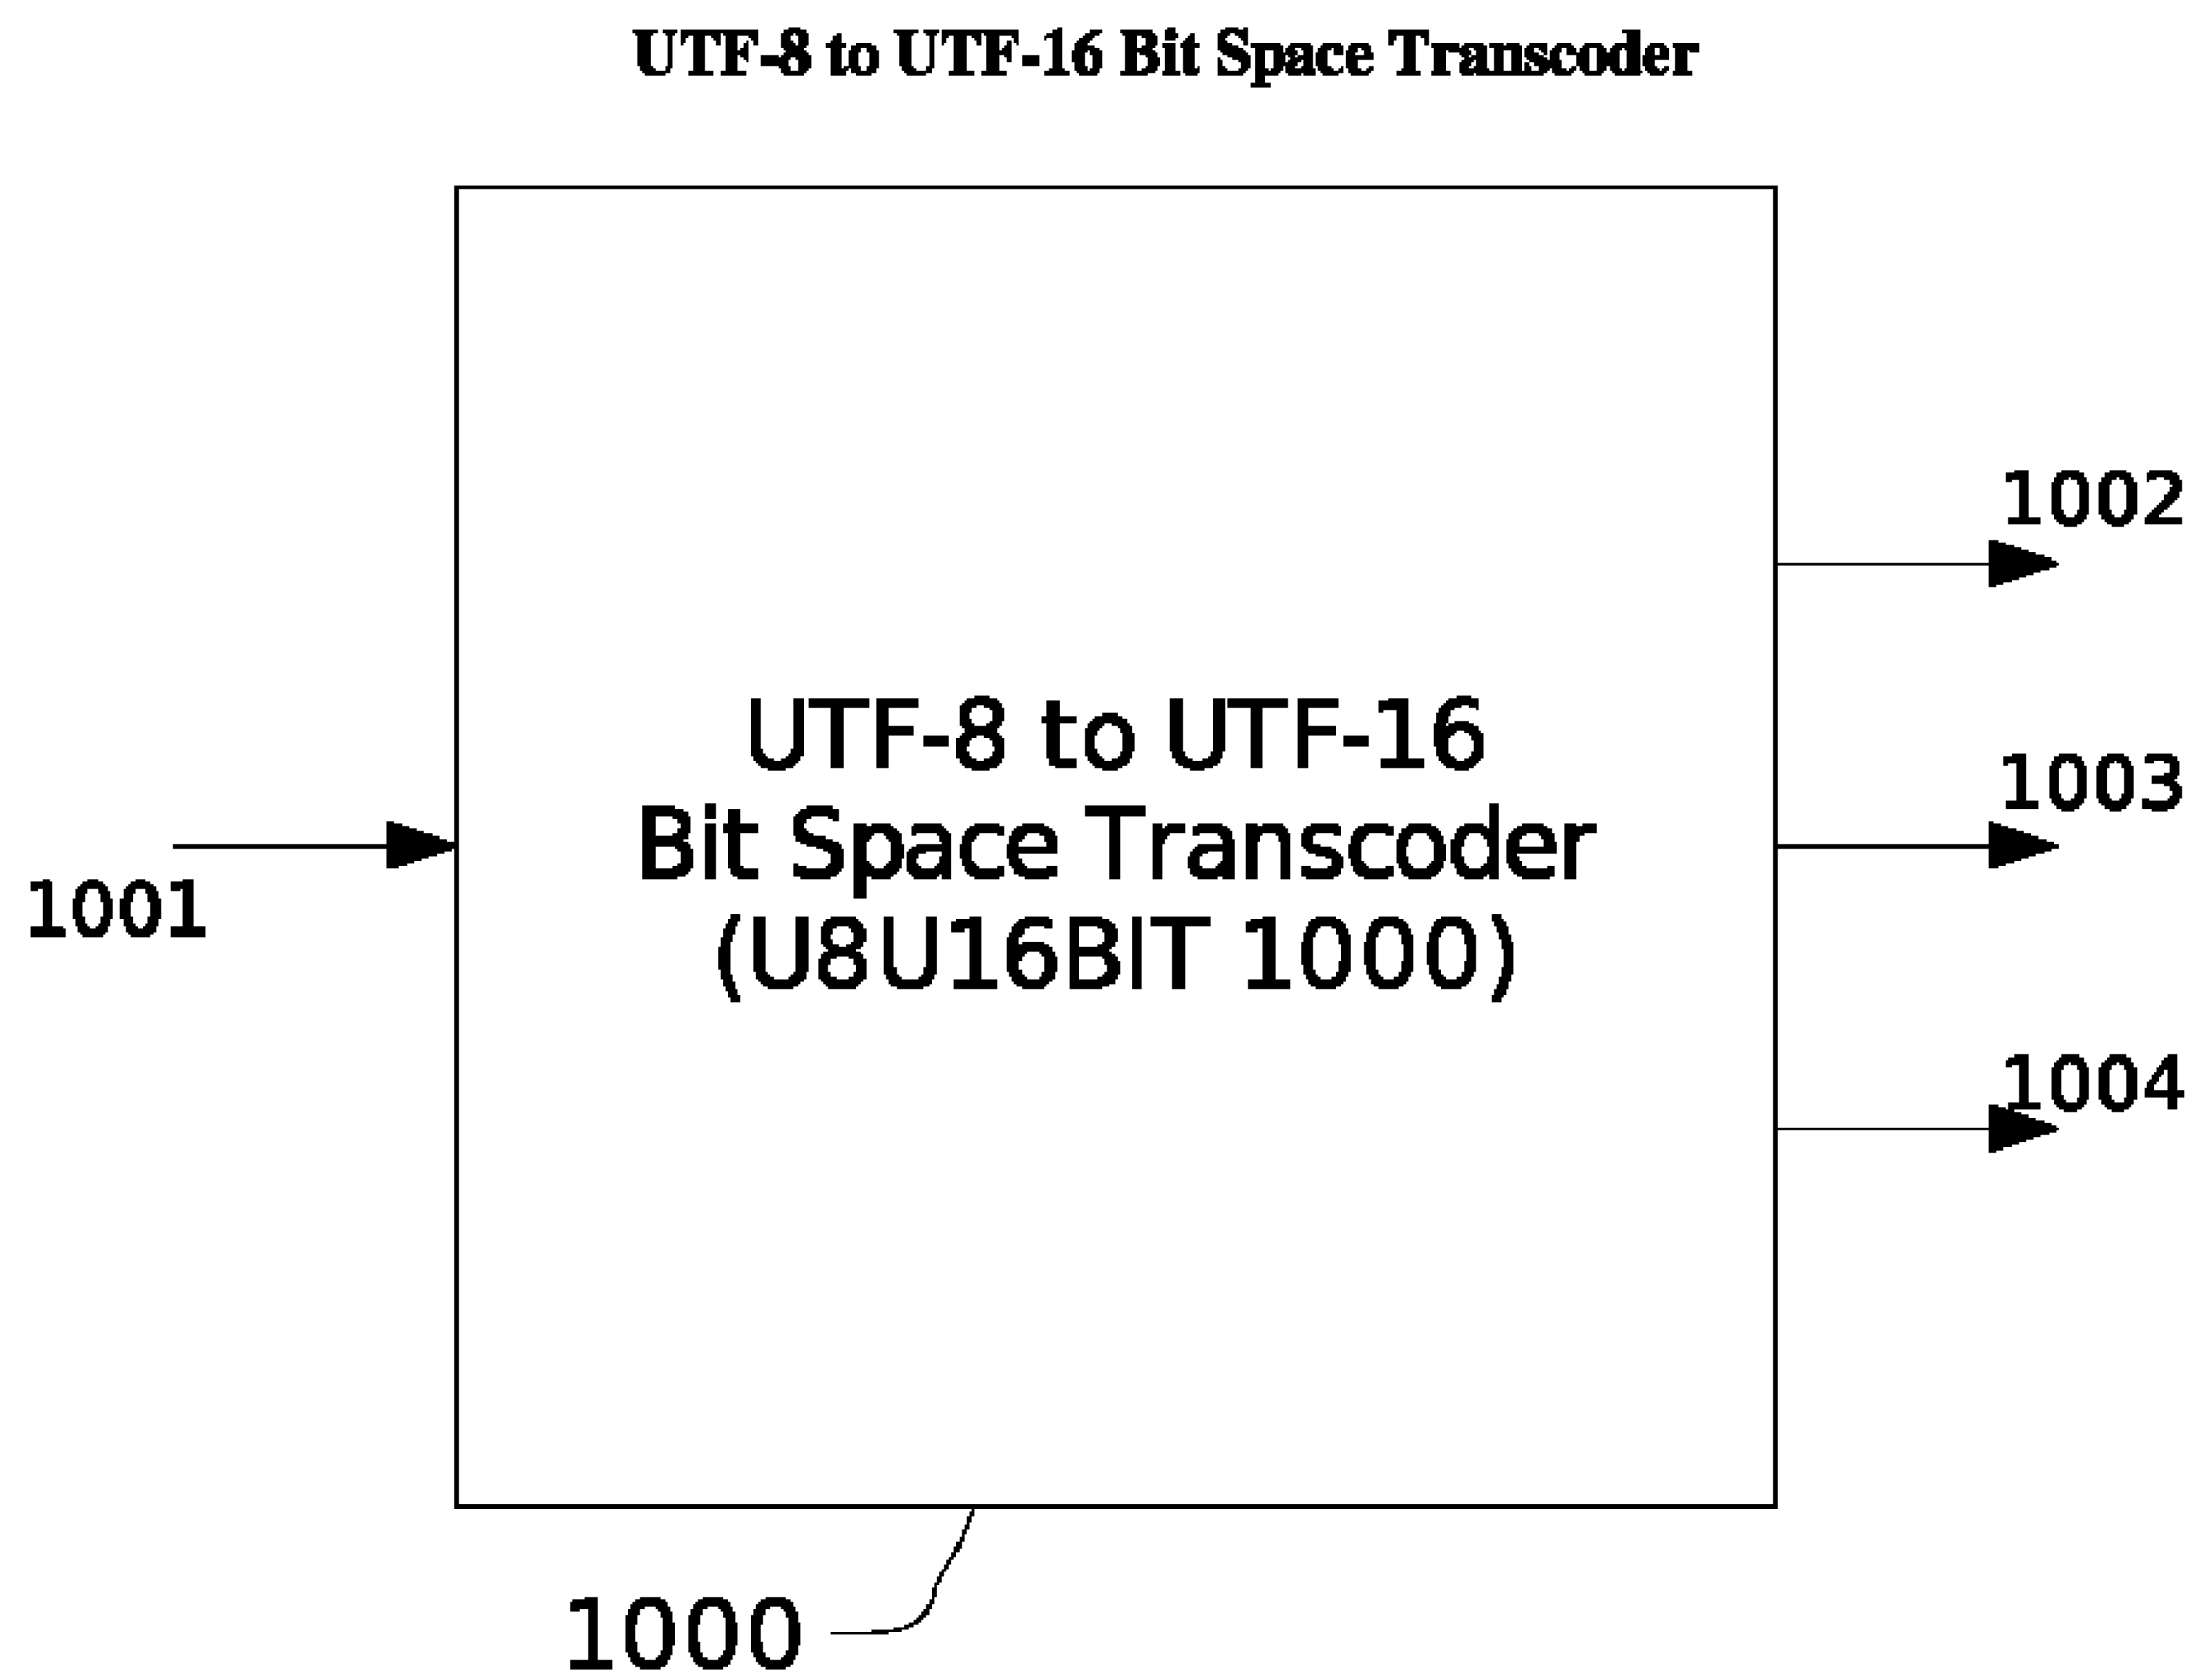 UTF-8 to UTF-16 Bit Space Transcoder
1002
UTF-8 to UTF-16
1003
Bit Space Transcoder
1001
(U8U16BIT 1000)
1004
1000